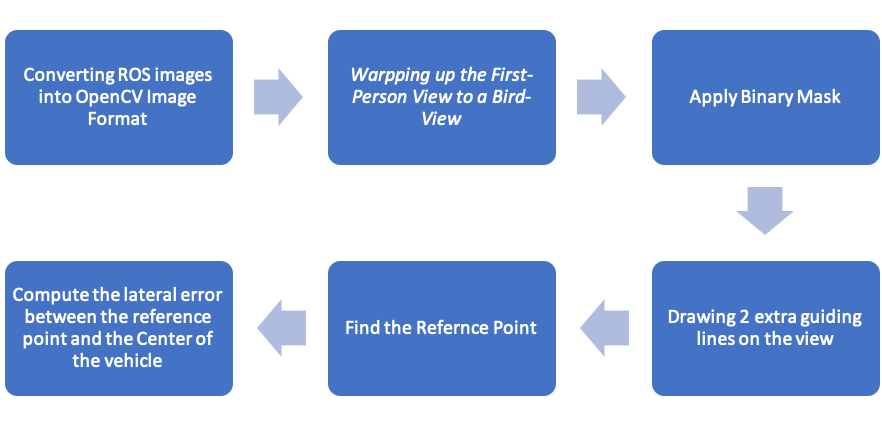 Converting ROS images
into OpenCV Image
Format
Warpping up the First-
Person View to a Bird-
View
Apply Binary Mask
Drawing 2 extra guiding
lines on the view
Find the Refernce Point
Compute the lateral error
between the reference
point and the Center of
the vehicle